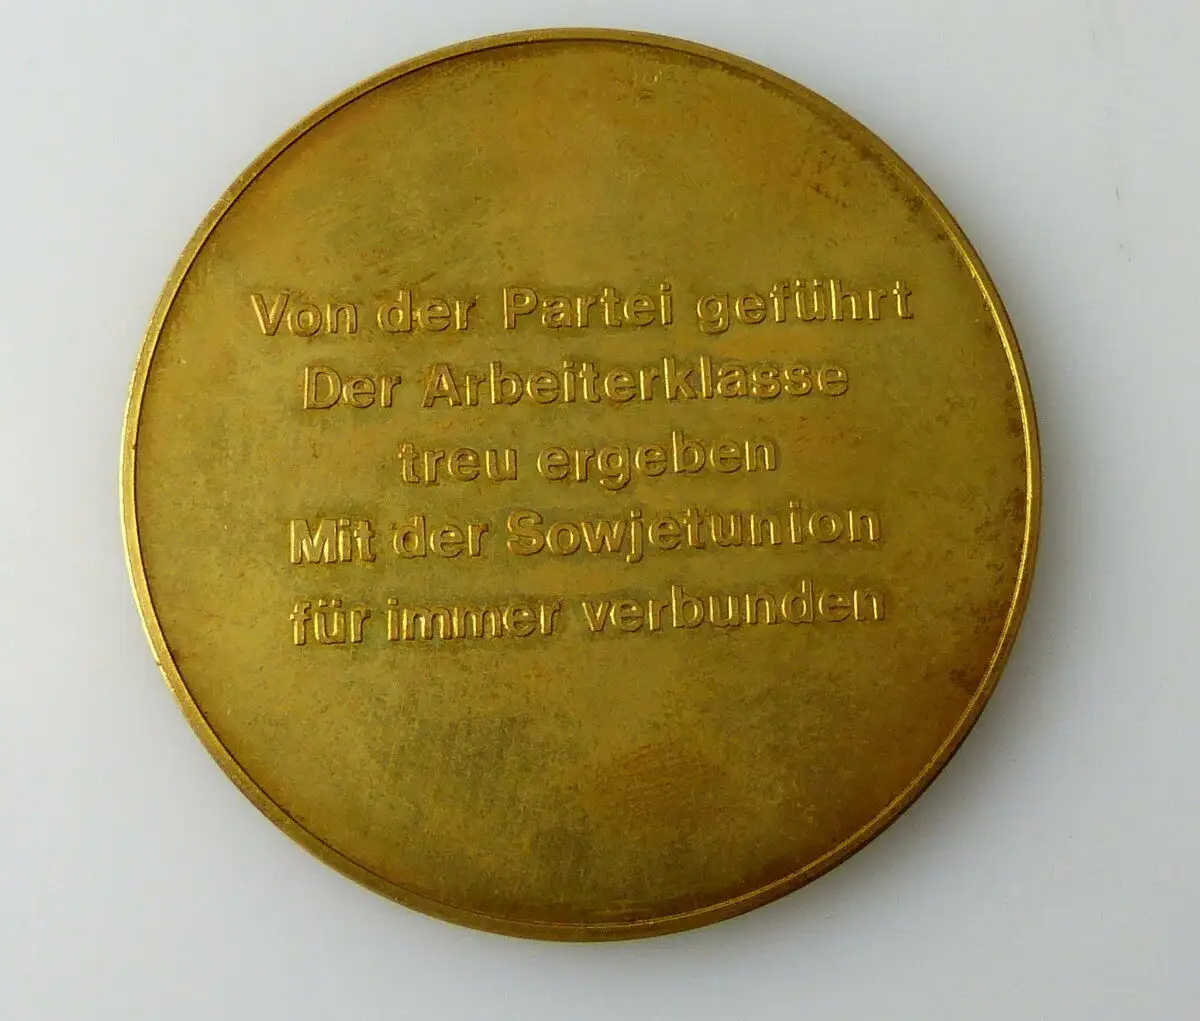 Von der Partei geführt
Der Arbeiterklasse
treu ergeben
Mit der Sowjetunion
für immer verbunden